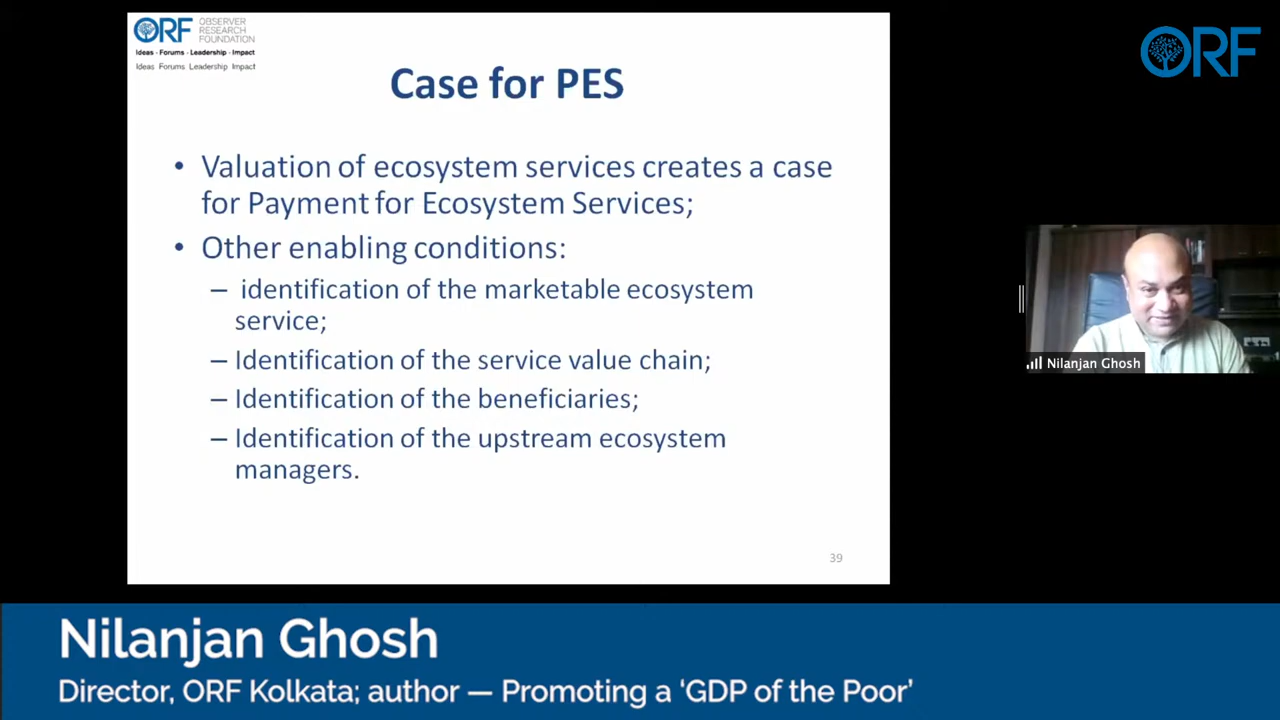 ORF OBSERVER
RESEARCH
FOUNDATION
Ideas · Forums · Leadership · Impact
Ideas Forums Leadership Impact
ORF
Case for PES
• Valuation of ecosystem services creates a case
for Payment for Ecosystem Services;
• Other enabling conditions:
– identification of the marketable ecosystem
service;
– Identification of the service value chain;
– Identification of the beneficiaries;
– Identification of the upstream ecosystem
managers.
39
Nilanjan Ghosh
Nilanjan Ghosh
Director, ORF Kolkata; author — Promoting a ‘GDP of the Poor’